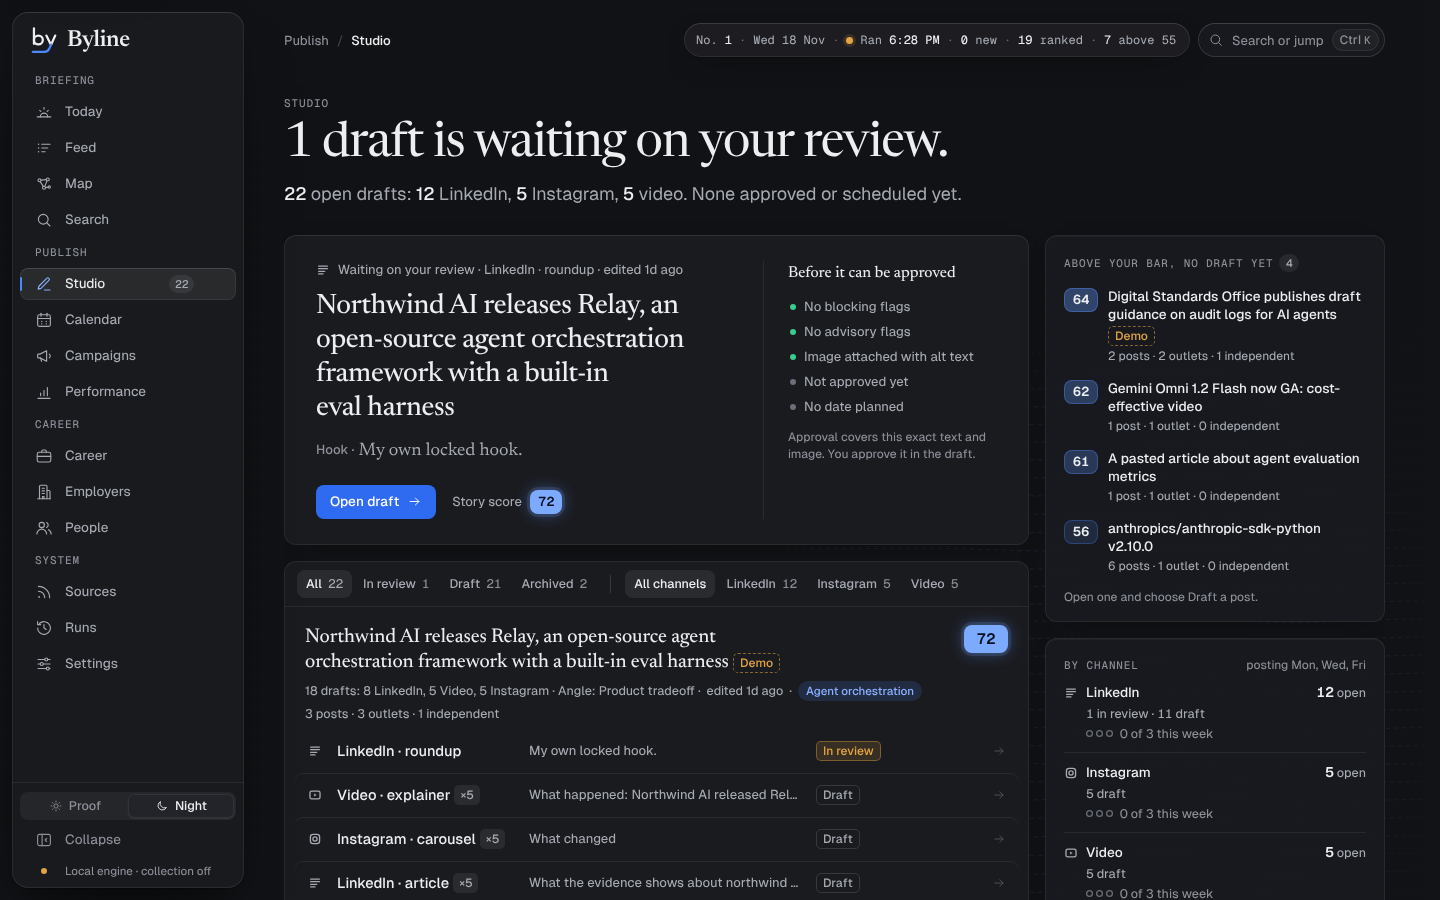 by Byline
BRIEFING
Today
Feed
Map
Search
PUBLISH
Studio 22
Calendar
Campaigns
Performance
CAREER
Career
Employers
People
SYSTEM
Sources
Runs
Settings
Proof Night
Collapse
Local engine · collection off
Publish / Studio
No. 1 · Wed 18 Nov · Ran 6:28 PM · 0 new · 19 ranked · 7 above 55
Search or jump Ctrl K
STUDIO
1 draft is waiting on your review.
22 open drafts: 12 LinkedIn, 5 Instagram, 5 video. None approved or scheduled yet.
Waiting on your review · LinkedIn · roundup · edited 1d ago
Northwind AI releases Relay, an
open-source agent orchestration
framework with a built-in
eval harness
Hook · My own locked hook.
Open draft → Story score 72
Before it can be approved
No blocking flags
No advisory flags
Image attached with alt text
Not approved yet
No date planned
Approval covers this exact text and
image. You approve it in the draft.
All 22 In review 1 Draft 21 Archived 2 All channels LinkedIn 12 Instagram 5 Video 5
Northwind AI releases Relay, an open-source agent
orchestration framework with a built-in eval harness Demo
72
18 drafts: 8 LinkedIn, 5 Video, 5 Instagram · Angle: Product tradeoff · edited 1d ago · Agent orchestration
3 posts · 3 outlets · 1 independent
LinkedIn · roundup My own locked hook. In review →
Video · explainer ×5 What happened: Northwind AI released Rel... Draft →
Instagram · carousel ×5 What changed Draft →
LinkedIn · article ×5 What the evidence shows about northwind ... Draft →
ABOVE YOUR BAR, NO DRAFT YET 4
64 Digital Standards Office publishes draft
guidance on audit logs for AI agents
Demo
2 posts · 2 outlets · 1 independent
62 Gemini Omni 1.2 Flash now GA: cost-
effective video
1 post · 1 outlet · 0 independent
61 A pasted article about agent evaluation
metrics
1 post · 1 outlet · 0 independent
56 anthropics/anthropic-sdk-python
v2.10.0
6 posts · 1 outlet · 0 independent
Open one and choose Draft a post.
BY CHANNEL posting Mon, Wed, Fri
LinkedIn 12 open
1 in review · 11 draft
0 of 3 this week
Instagram 5 open
5 draft
0 of 3 this week
Video 5 open
5 draft
0 of 3 this week